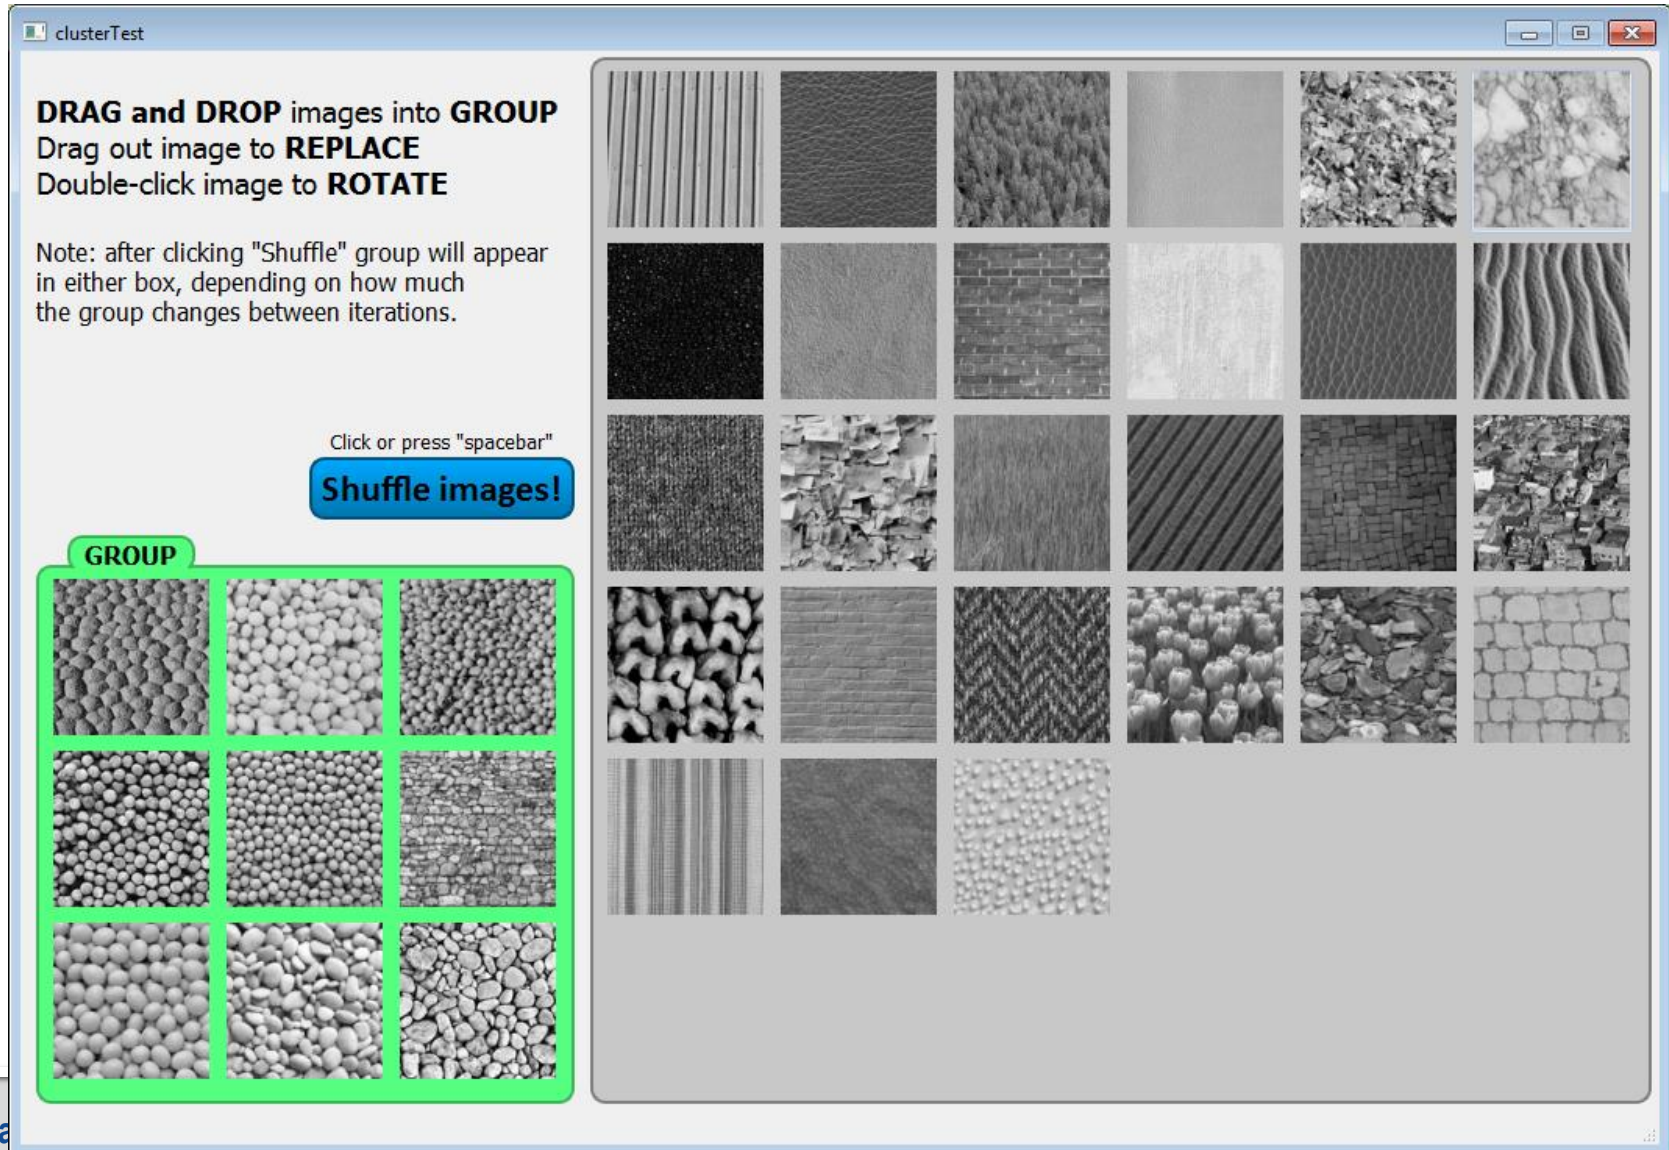 clusterTest
DRAG and DROP images into GROUP
Drag out image to REPLACE
Double-click image to ROTATE
Note: after clicking "Shuffle" group will appear
in either box, depending on how much
the group changes between iterations.
Click or press "spacebar"
Shuffle images!
GROUP